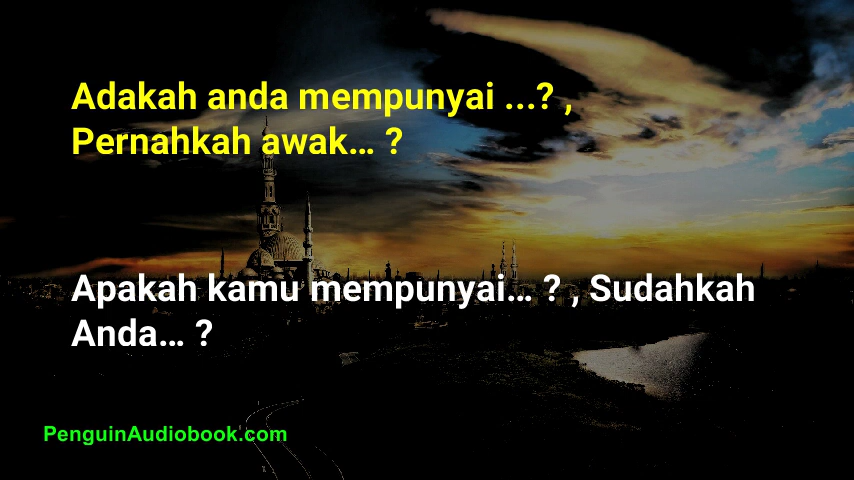 Adakah anda mempunyai ...? ,
Pernahkah awak... ?
Apakah kamu mempunyai... ? , Sudahkah
Anda... ?
PenguinAudiobook.com